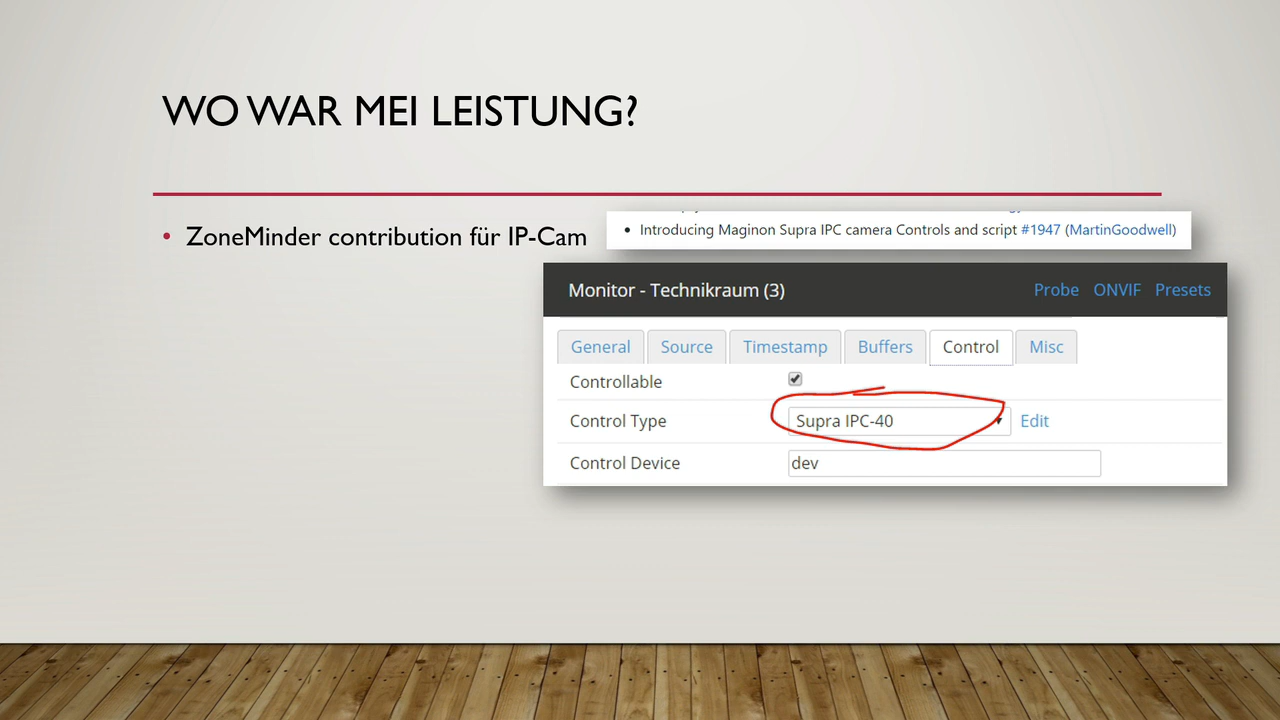 WO WAR MEI LEISTUNG?
• ZoneMinder contribution für IP-Cam
• Introducing Maginon Supra IPC camera Controls and script #1947 (MartinGoodwell)
Monitor - Technikraum (3) Probe ONVIF Presets
General Source Timestamp Buffers Control Misc
Controllable
Control Type Supra IPC-40 Edit
Control Device dev